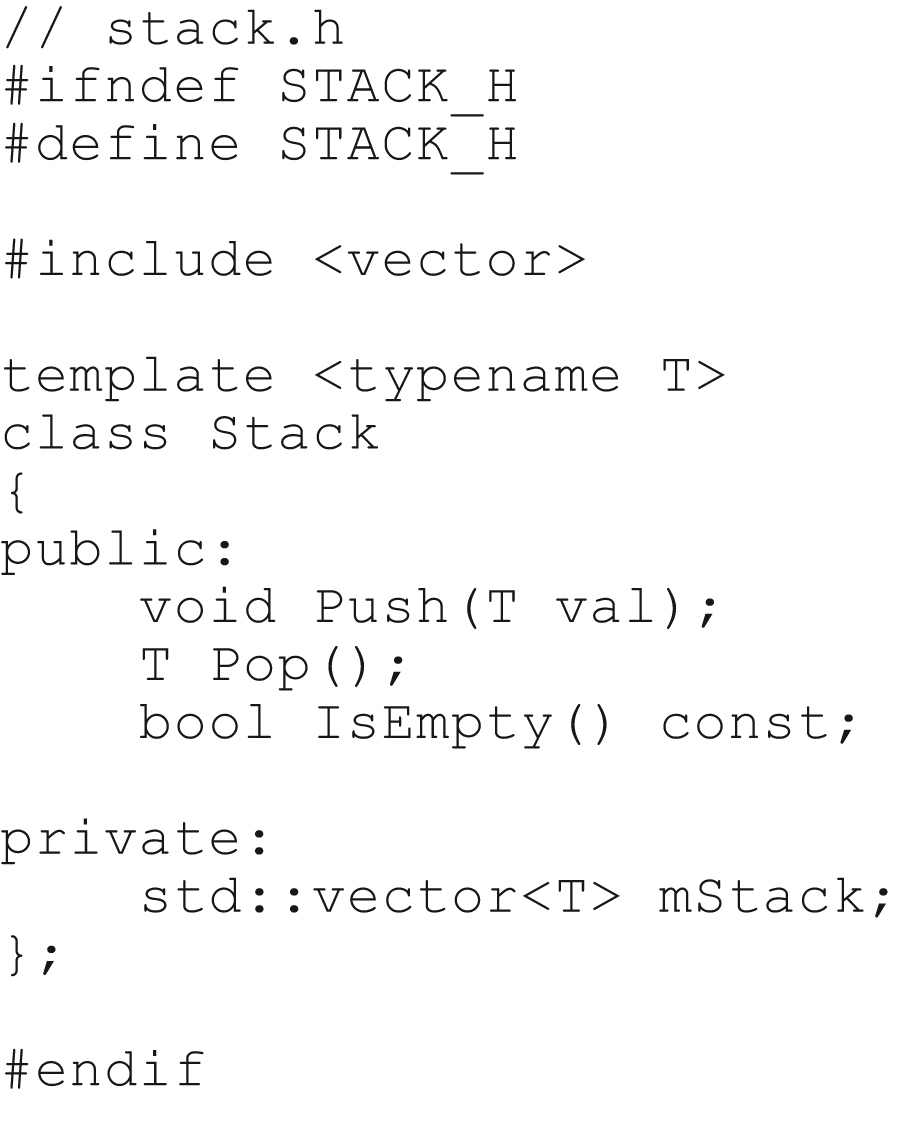 // stack.h
#ifndef STACK_H
#define STACK_H

#include <vector>

template <typename T>
class Stack
{
public:
    void Push(T val);
    T Pop();
    bool IsEmpty() const;

private:
    std::vector<T> mStack;
};

#endif